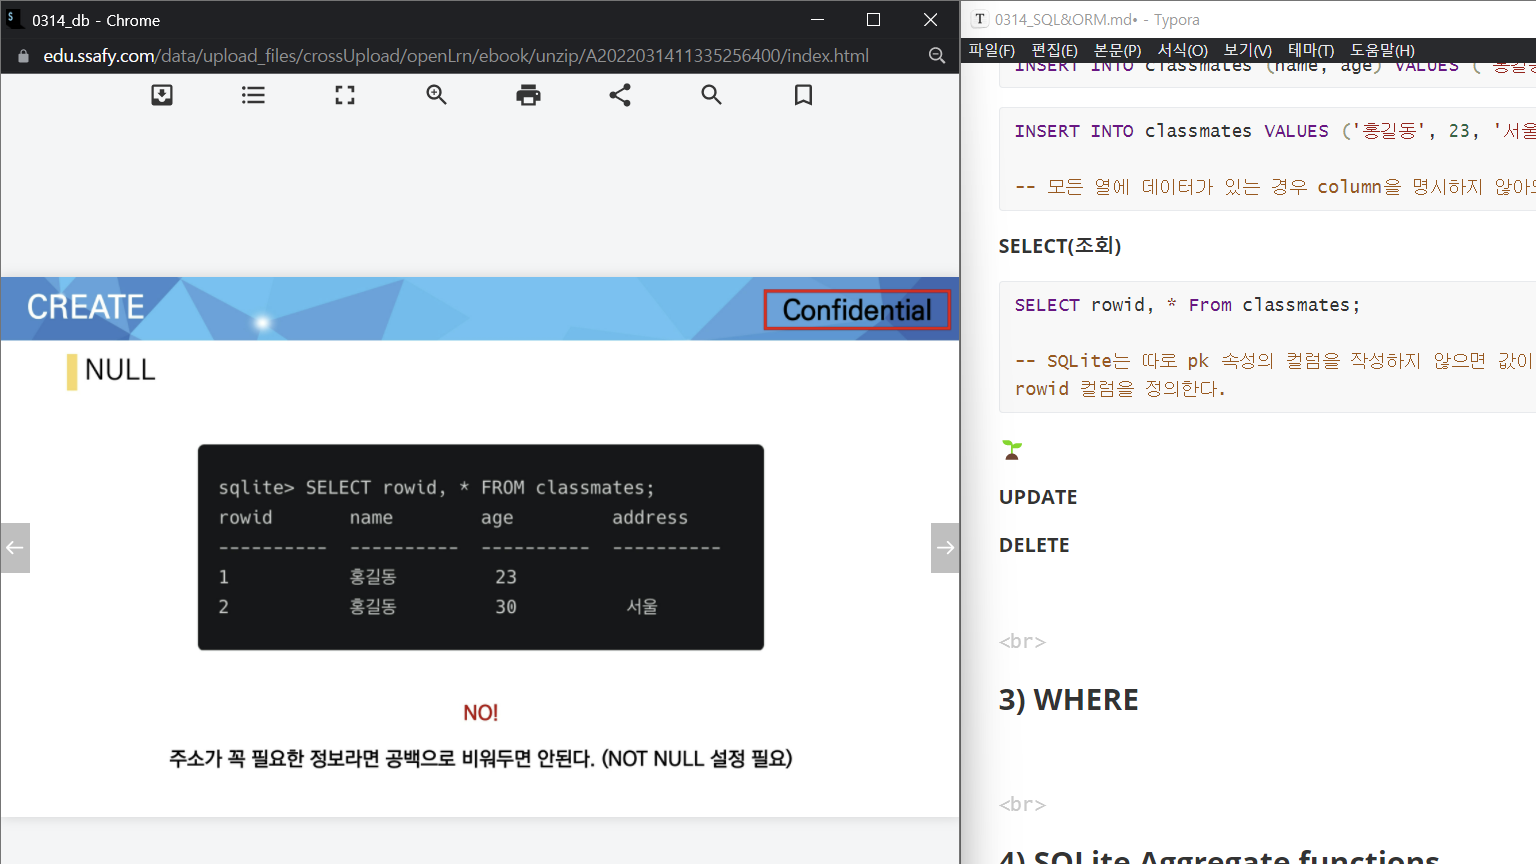 0314_db - Chrome
edu.ssafy.com/data/upload_files/crossUpload/openLrn/ebook/unzip/A2022031411335256400/index.html
CREATE
Confidential
NULL
sqlite> SELECT rowid, * FROM classmates;
rowid name age address
---------- ---------- ---------- ----------
1 홍길동 23
2 홍길동 30 서울
NO!
주소가 꼭 필요한 정보라면 공백으로 비워두면 안된다. (NOT NULL 설정 필요)
0314_SQL&ORM.md• - Typora
파일(F) 편집(E) 본문(P) 서식(O) 보기(V) 테마(T) 도움말(H)
INSERT INTO classmates (name, age) VALUES ('홍길동
INSERT INTO classmates VALUES ('홍길동', 23, '서울
-- 모든 열에 데이터가 있는 경우 column을 명시하지 않아도
SELECT(조회)
SELECT rowid, * From classmates;
-- SQLite는 따로 pk 속성의 컬럼을 작성하지 않으면 값이
rowid 컬럼을 정의한다.
UPDATE
DELETE
<br>
3) WHERE
<br>
4) SQLite Aggregate functions